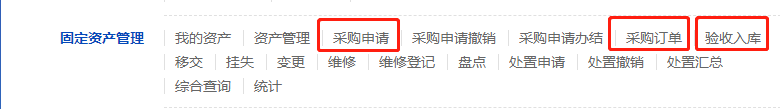 固定资产管理 我的资产 资产管理 采购申请 采购申请撤销 采购申请办结 采购订单 验收入库
移交 挂失 变更 维修 维修登记 盘点 处置申请 处置撤销 处置汇总
综合查询 统计